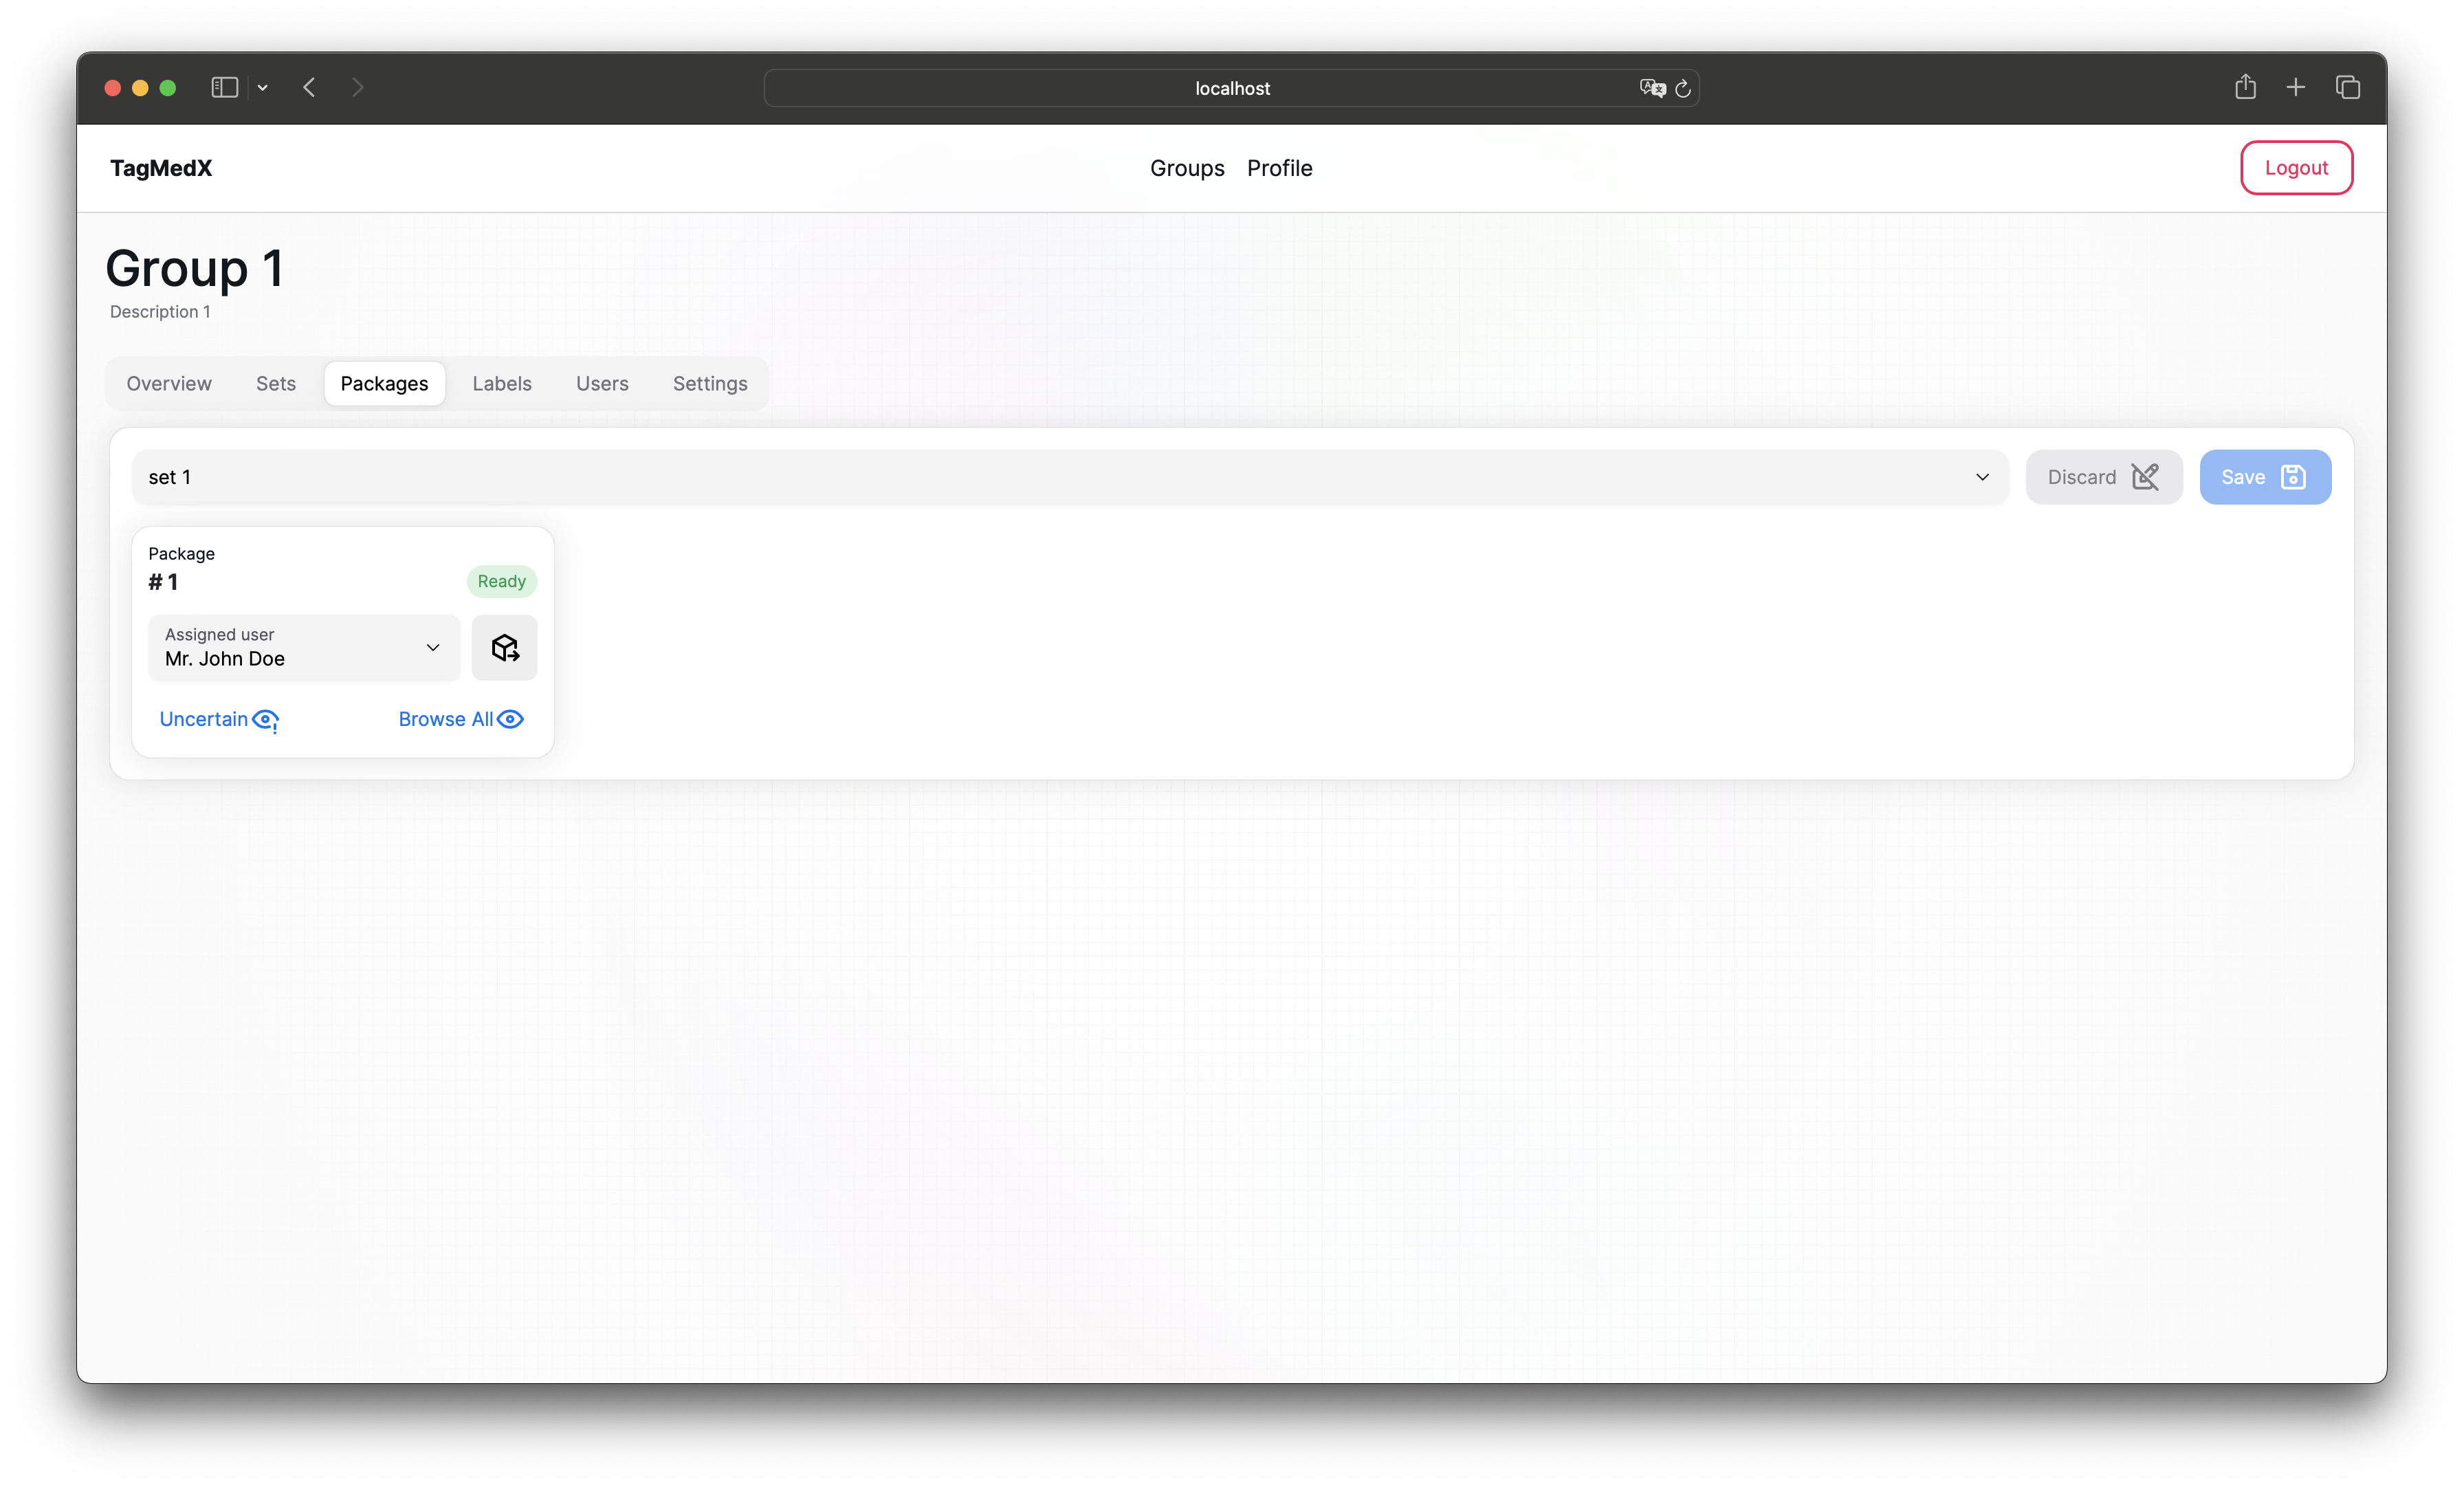 localhost
TagMedX
Groups Profile
Logout
Group 1
Description 1
Overview Sets Packages Labels Users Settings
set 1
Discard
Save
Package
# 1
Ready
Assigned user
Mr. John Doe
Uncertain
Browse All